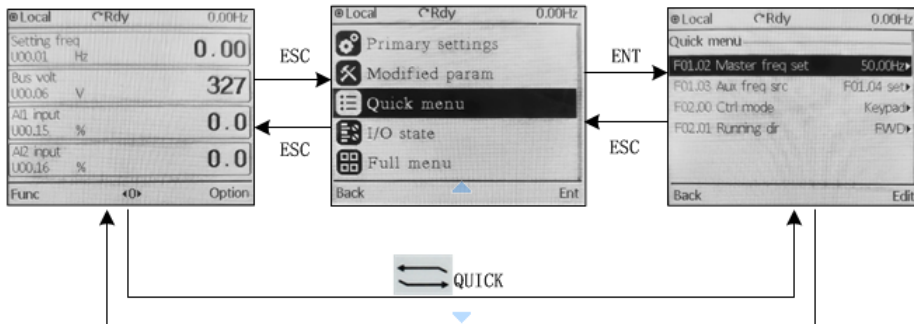 Local Rdy 0.00Hz
Setting freq
U00.01 Hz 0.00
Bus volt
U00.06 V 327
AI1 input
U00.15 % 0.0
AI2 input
U00.16 % 0.0
Func 0 Option
ESC
ESC
Local Rdy 0.00Hz
Primary settings
Modified param
Quick menu
I/O state
Full menu
Back Ent
ENT
ESC
Local Rdy 0.00Hz
Quick menu
F01.02 Master freq set 50.00Hz
F01.03 Aux freq src F01.04 set
F02.00 Ctrl mode Keypad
F02.01 Running dir FWD
Back Edit
QUICK